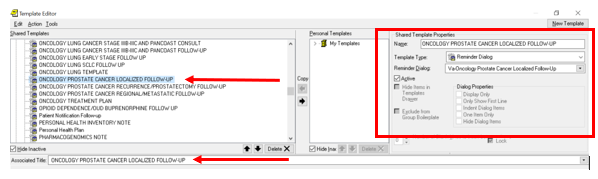 Template Editor
Edit Action Tools
New Template
Shared Templates
Personal Templates
Shared Template Properties
ONCOLOGY LUNG CANCER STAGE IIIB-IIIC AND PANCOAST CONSULT
ONCOLOGY LUNG CANCER STAGE IIIB-IIIC AND PANCOAST FOLLOW-UP
ONCOLOGY LUNG EARLY STAGE FOLLOW UP
ONCOLOGY LUNG SCLC FOLLOW UP
ONCOLOGY LUNG TEMPLATE
ONCOLOGY PROSTATE CANCER LOCALIZED FOLLOW-UP
ONCOLOGY PROSTATE CANCER RECURRENCE/PROSTATECTOMY FOLLOW-UP
ONCOLOGY PROSTATE CANCER REGIONAL/METASTATIC FOLLOW-UP
ONCOLOGY TREATMENT PLAN
OPIOID DEPENDENCE/OUD BUPRENORPHINE FOLLOW UP
Patient Notification Follow-up
PERSONAL HEALTH INVENTORY NOTE
Personal Health Plan
PHARMACOGENOMICS NOTE
Copy
My Templates
Name: ONCOLOGY PROSTATE CANCER LOCALIZED FOLLOW-UP
Template Type: Reminder Dialog
Reminder Dialog: Va-Oncology Prostate Cancer Localized Follow-Up
Active
Hide Items in Templates Drawer
Exclude from Group Boilerplate
Dialog Properties
Display Only
Only Show First Line
Indent Dialog Items
One Item Only
Hide Dialog Items
Lock
Hide Inactive
Delete
Hide Inac
Delete
Associated Title: ONCOLOGY PROSTATE CANCER LOCALIZED FOLLOW-UP